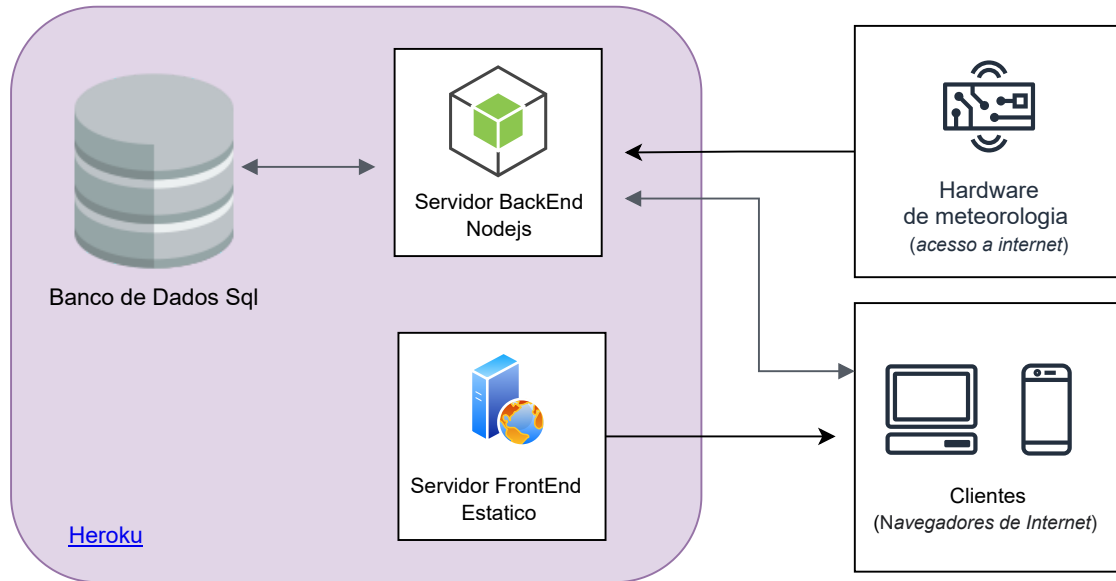 Servidor BackEnd
Nodejs
Hardware
de meteorologia
(acesso a internet)
Banco de Dados Sql
Servidor FrontEnd
Estatico
Clientes
(Navegadores de Internet)
Heroku